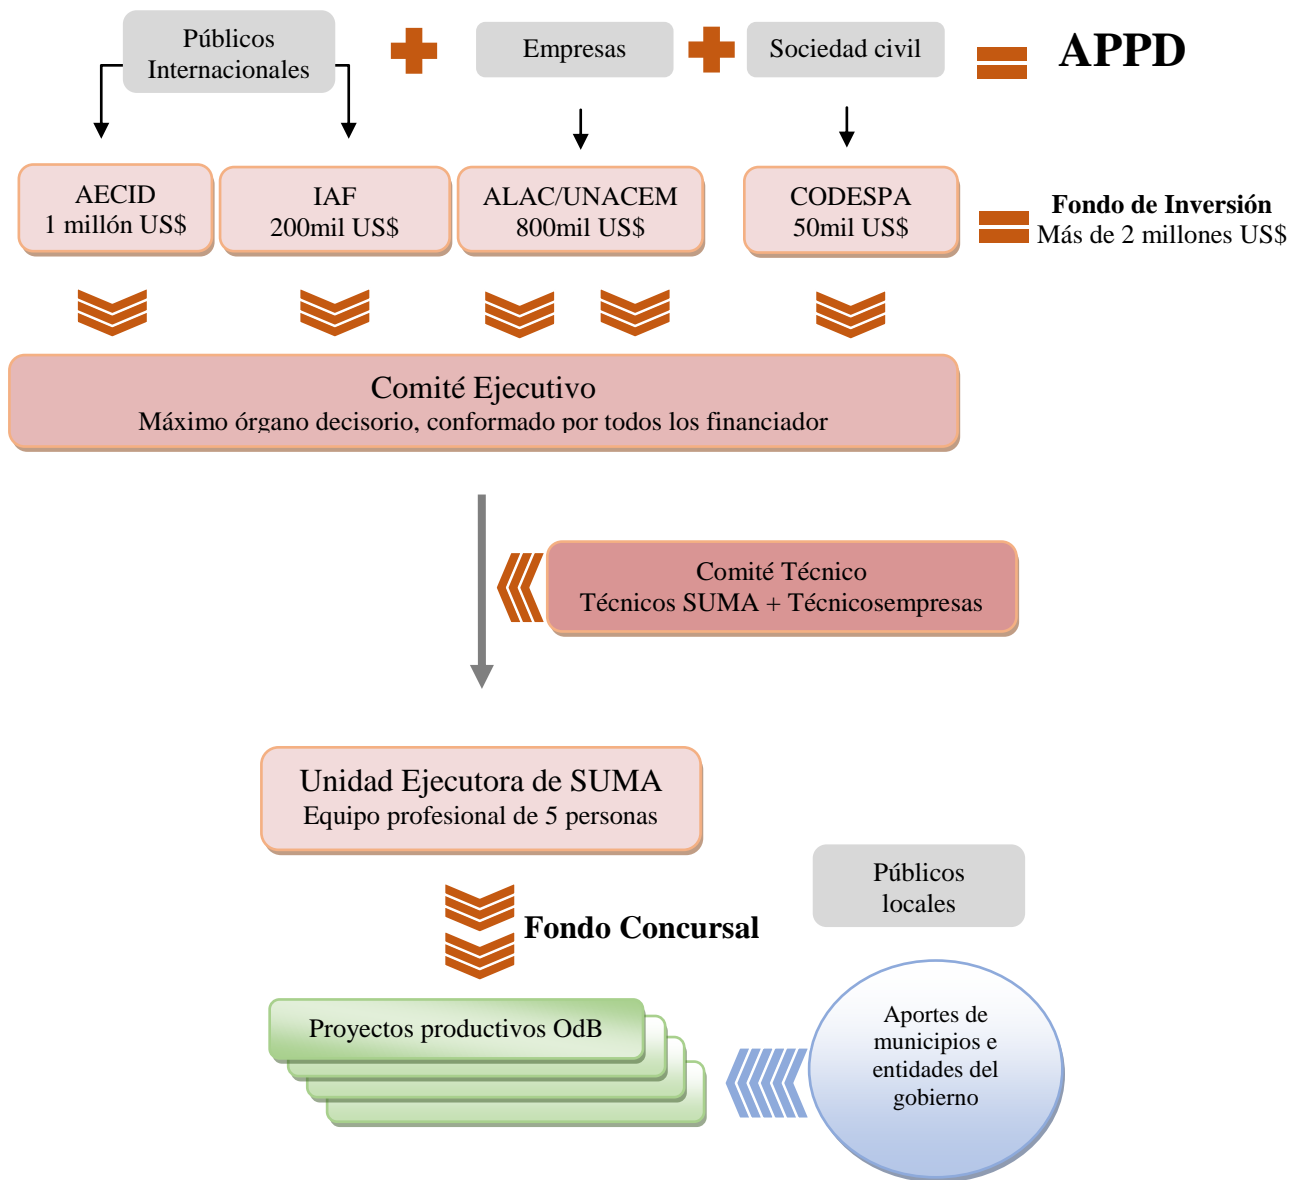 Públicos
Internacionales
Empresas
Sociedad civil
APPD
AECID
1 millón US$
IAF
200mil US$
ALAC/UNACEM
800mil US$
CODESPA
50mil US$
Fondo de Inversión
Más de 2 millones US$
Comité Ejecutivo
Máximo órgano decisorio, conformado por todos los financiador
Comité Técnico
Técnicos SUMA + Técnicosempresas
Unidad Ejecutora de SUMA
Equipo profesional de 5 personas
Públicos
locales
Fondo Concursal
Proyectos productivos OdB
Aportes de
municipios e
entidades del
gobierno